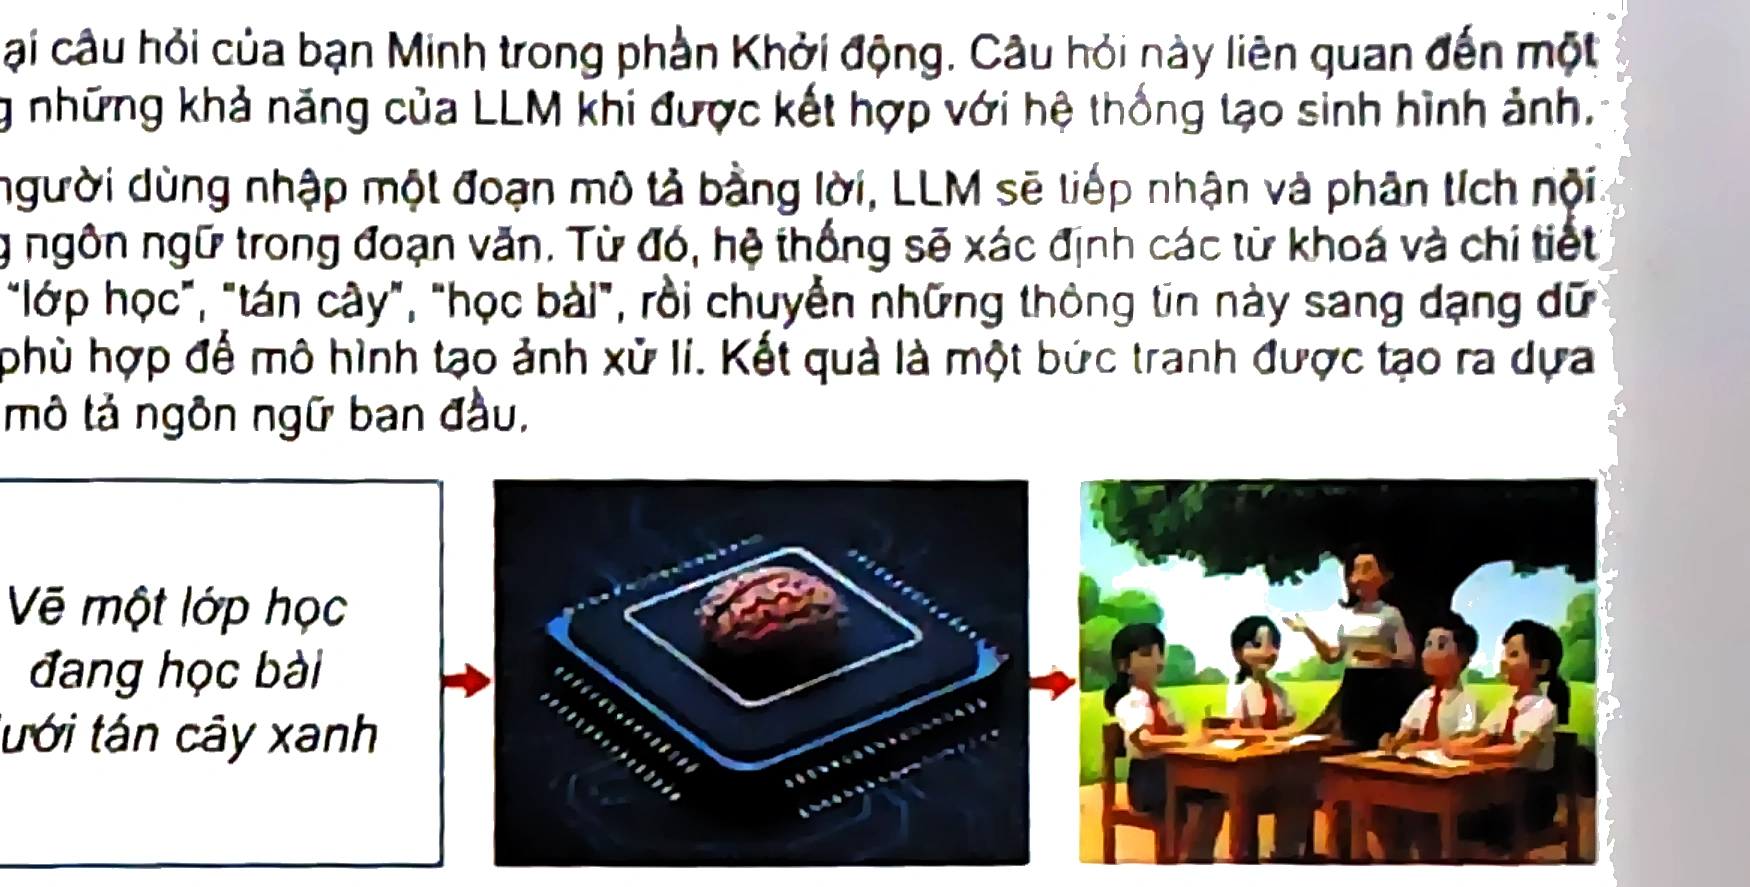 ại câu hỏi của bạn Minh trong phần Khởi động. Câu hỏi này liên quan đến một
g những khả năng của LLM khi được kết hợp với hệ thống tạo sinh hình ảnh.
người dùng nhập một đoạn mô tả bằng lời, LLM sẽ tiếp nhận và phân tích nội
g ngôn ngữ trong đoạn văn. Từ đó, hệ thống sẽ xác định các từ khoá và chi tiết
“lớp học”, “tán cây”, “học bài”, rồi chuyển những thông tin này sang dạng dữ
phù hợp để mô hình tạo ảnh xử lí. Kết quả là một bức tranh được tạo ra dựa
mô tả ngôn ngữ ban đầu.
Vẽ một lớp học
đang học bài
ưới tán cây xanh